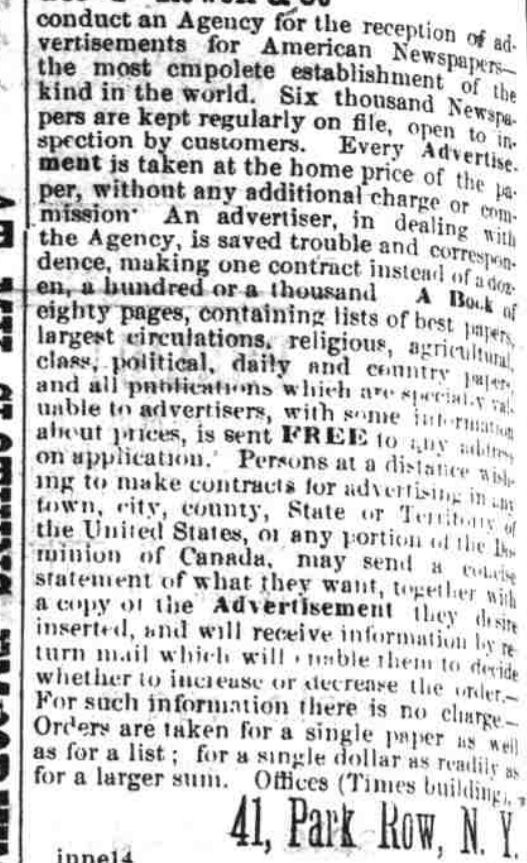 conduct an Agency for the reception of ad-
vertisements for American Newspapers—
the most cmpolete establishment of the
kind in the world. Six thousand Newspa-
pers are kept regularly on file, open to in-
spection by customers. Every Advertise-
ment is taken at the home price of the pa-
per, without any additional charge or com-
mission· An advertiser, in dealing with
the Agency, is saved trouble and correspon-
dence, making one contract instead of a doz-
en, a hundred or a thousand A Book of
eighty pages, containing lists of best papers,
largest circulations, religious, agricultural,
class, political, daily and country papers,
and all publications which are specially val-
uable to advertisers, with some information
about prices, is sent FREE to any address
on application. Persons at a distance wish-
ing to make contracts for advertising in any
town, city, county, State or Territory of
the United States, or any portion of the Do-
minion of Canada, may send a concise
statement of what they want, together with
a copy of the Advertisement they desire
inserted, and will receive information by re-
turn mail which will enable them to decide
whether to increase or decrease the order.—
For such information there is no charge.—
Orders are taken for a single paper as well
as for a list; for a single dollar as readily as
for a larger sum. Offices (Times building),
41, Park Row, N. Y.
inne14